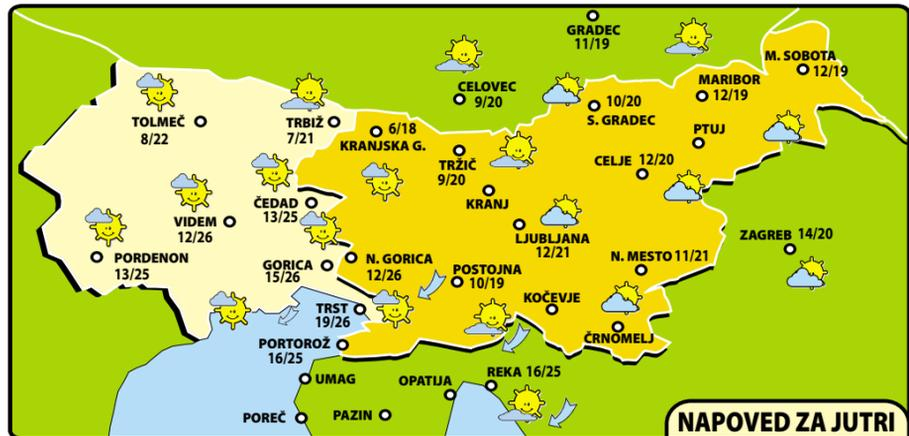 GRADEC
11/19
M. SOBOTA
12/19
CELOVEC
9/20
MARIBOR
12/19
10/20
S. GRADEC
TOLMEČ
8/22
TRBIŽ
7/21
6/18
KRANJSKA G.
PTUJ
TRŽIČ
9/20
CELJE 12/20
KRANJ
ČEDAD
13/25
VIDEM
12/26
LJUBLJANA
12/21
ZAGREB 14/20
PORDENON
13/25
GORICA
15/26
N. GORICA
12/26
N. MESTO 11/21
POSTOJNA
10/19
KOČEVJE
TRST
19/26
ČRNOMELJ
PORTOROŽ
16/25
UMAG
OPATIJA
REKA 16/25
POREČ
PAZIN
NAPOVED ZA JUTRI